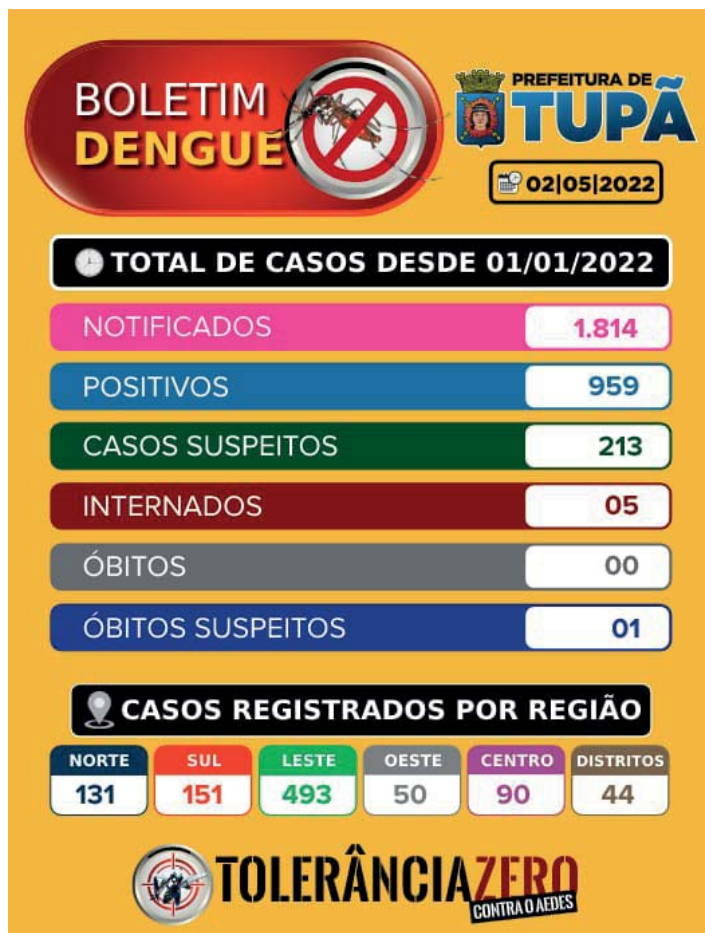 BOLETIM
DENGUE
PREFEITURA DE
TUPÃ
02|05|2022
TOTAL DE CASOS DESDE 01/01/2022
NOTIFICADOS 1.814
POSITIVOS 959
CASOS SUSPEITOS 213
INTERNADOS 05
ÓBITOS 00
ÓBITOS SUSPEITOS 01
CASOS REGISTRADOS POR REGIÃO
NORTE SUL LESTE OESTE CENTRO DISTRITOS
131 151 493 50 90 44
TOLERÂNCIAZERO
CONTRA O AEDES